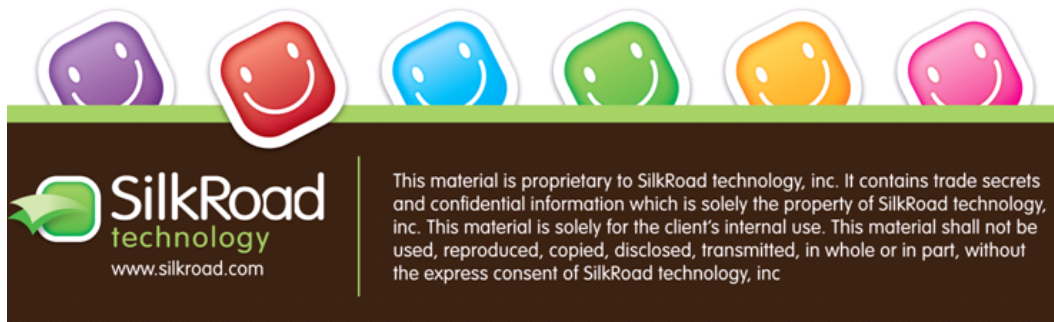 SilkRoad
technology
www.silkroad.com
This material is proprietary to SilkRoad technology, inc. It contains trade secrets
and confidential information which is solely the property of SilkRoad technology,
inc. This material is solely for the client's internal use. This material shall not be
used, reproduced, copied, disclosed, transmitted, in whole or in part, without
the express consent of SilkRoad technology, inc